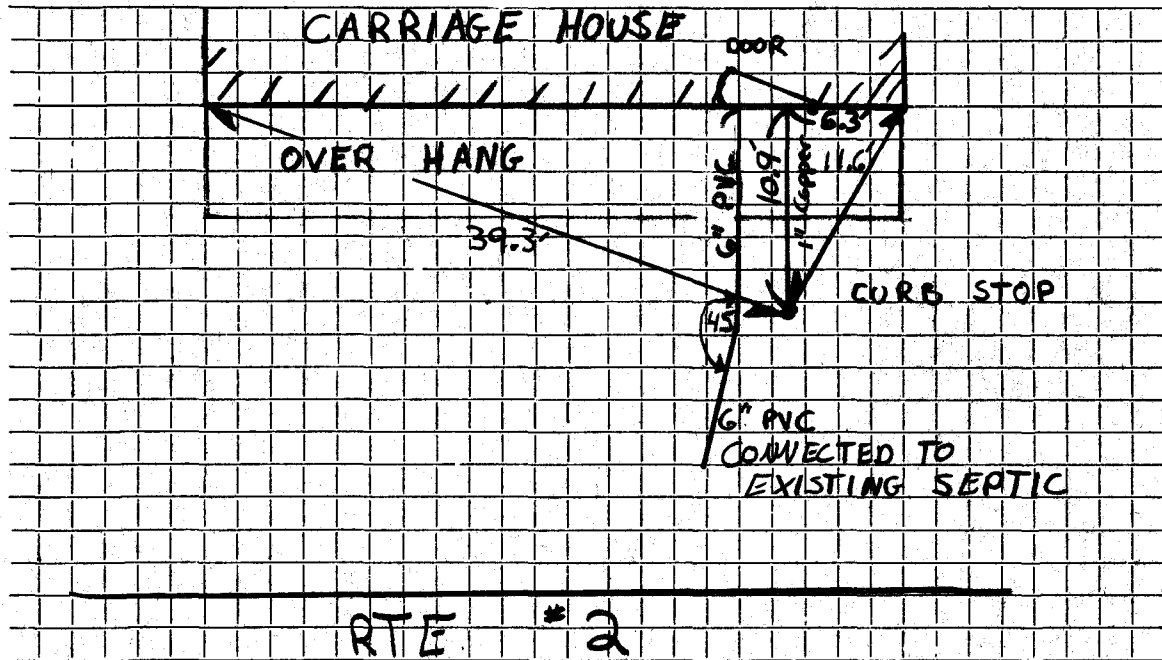 CARRIAGE HOUSE
DOOR
6.3'
OVER HANG
6" PVC
10.9'
1" Copper
11.6'
39.3'
CURB STOP
45
6" PVC
CONNECTED TO
EXISTING SEPTIC
RTE #2